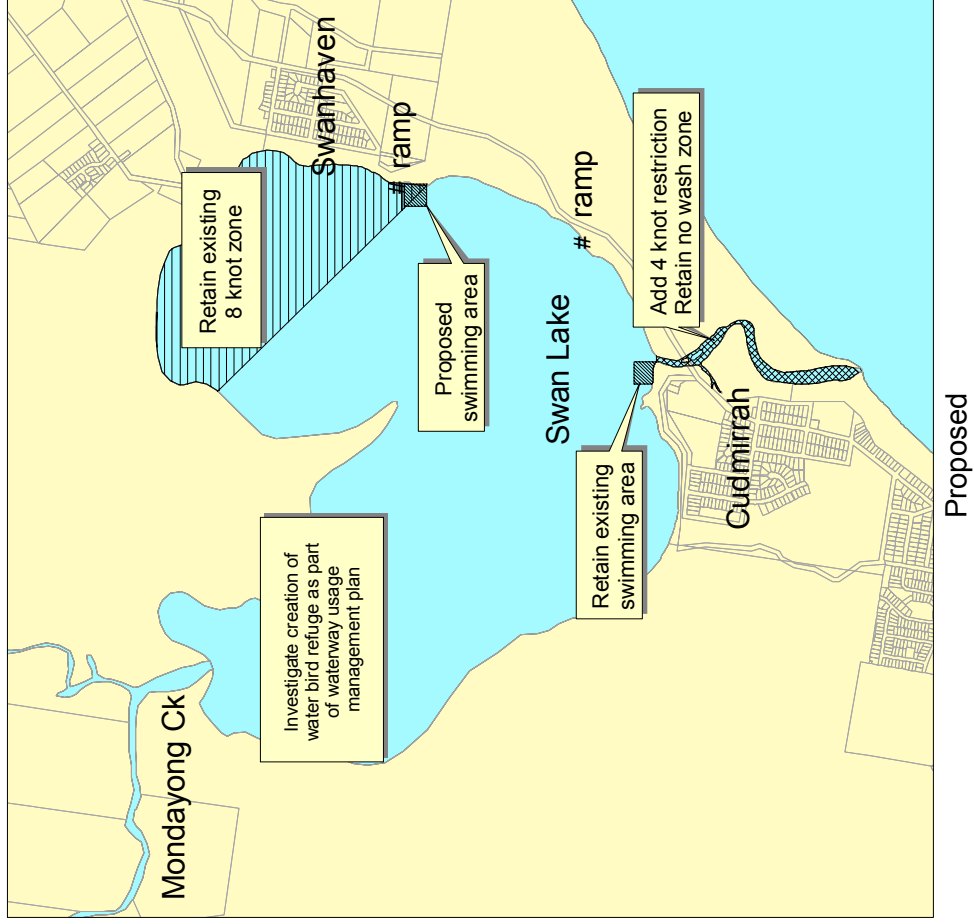 Mondayong Ck
Investigate creation of
water bird refuge as part
of waterway usage
management plan
Retain existing
8 knot zone
Swanhaven
# ramp
Proposed
swimming area
Swan Lake
# ramp
Retain existing
swimming area
Add 4 knot restriction
Retain no wash zone
Cudmirrah
Proposed